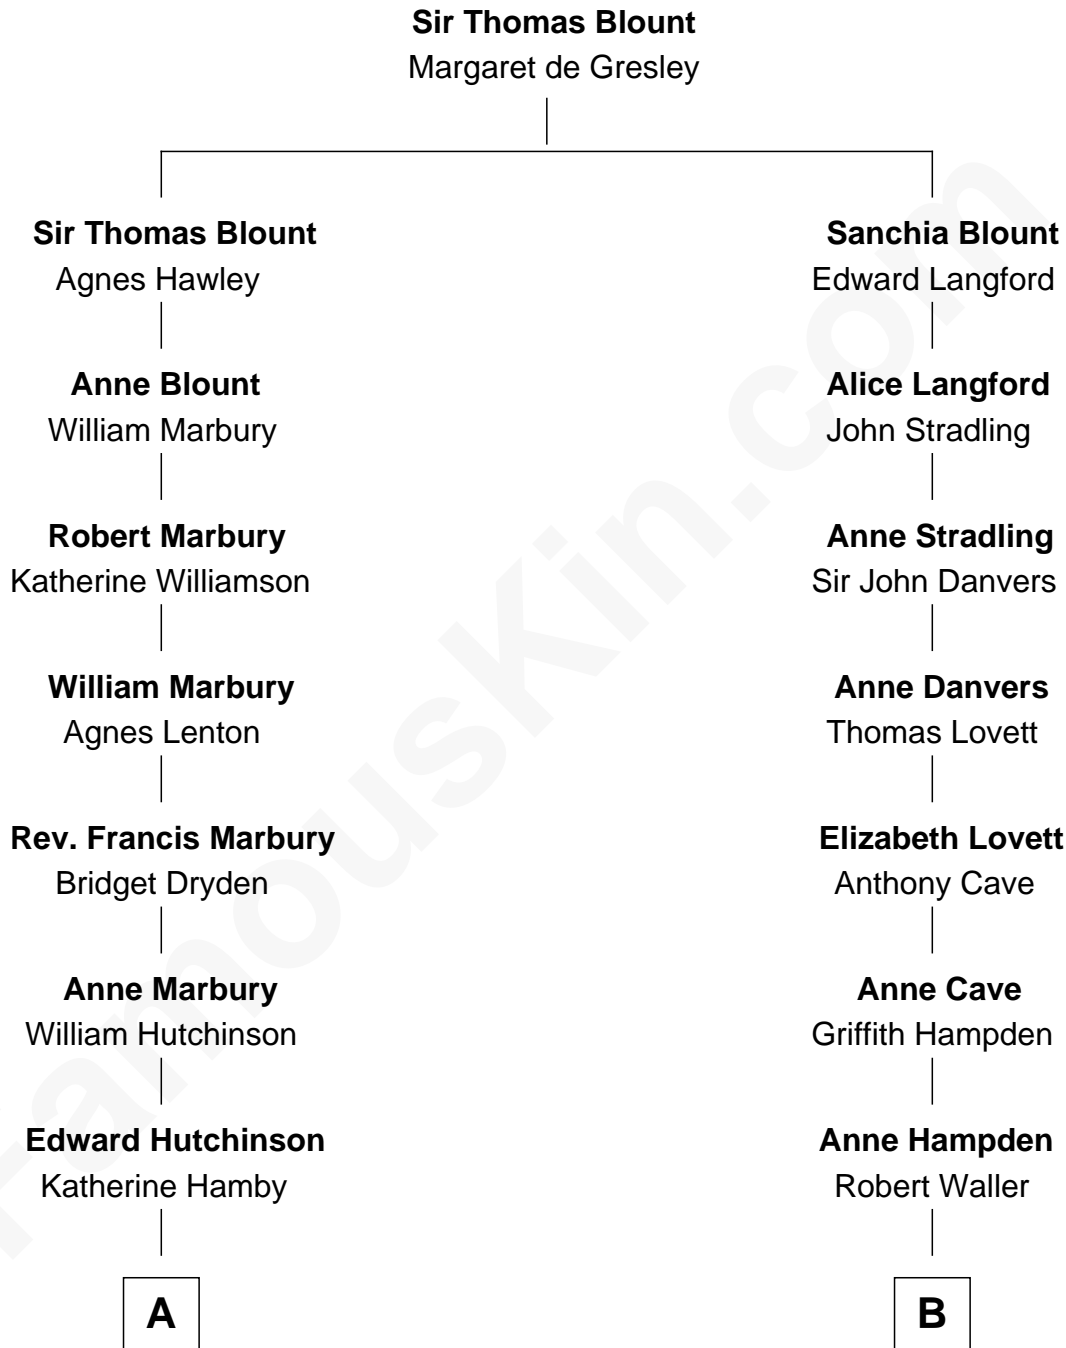 Sir Thomas Blount
Margaret de Gresley
Sir Thomas Blount
Agnes Hawley
Anne Blount
William Marbury
Robert Marbury
Katherine Williamson
William Marbury
Agnes Lenton
Rev. Francis Marbury
Bridget Dryden
Anne Marbury
William Hutchinson
Edward Hutchinson
Katherine Hamby
A
Sanchia Blount
Edward Langford
Alice Langford
John Stradling
Anne Stradling
Sir John Danvers
Anne Danvers
Thomas Lovett
Elizabeth Lovett
Anthony Cave
Anne Cave
Griffith Hampden
Anne Hampden
Robert Waller
B
FamousKin.com